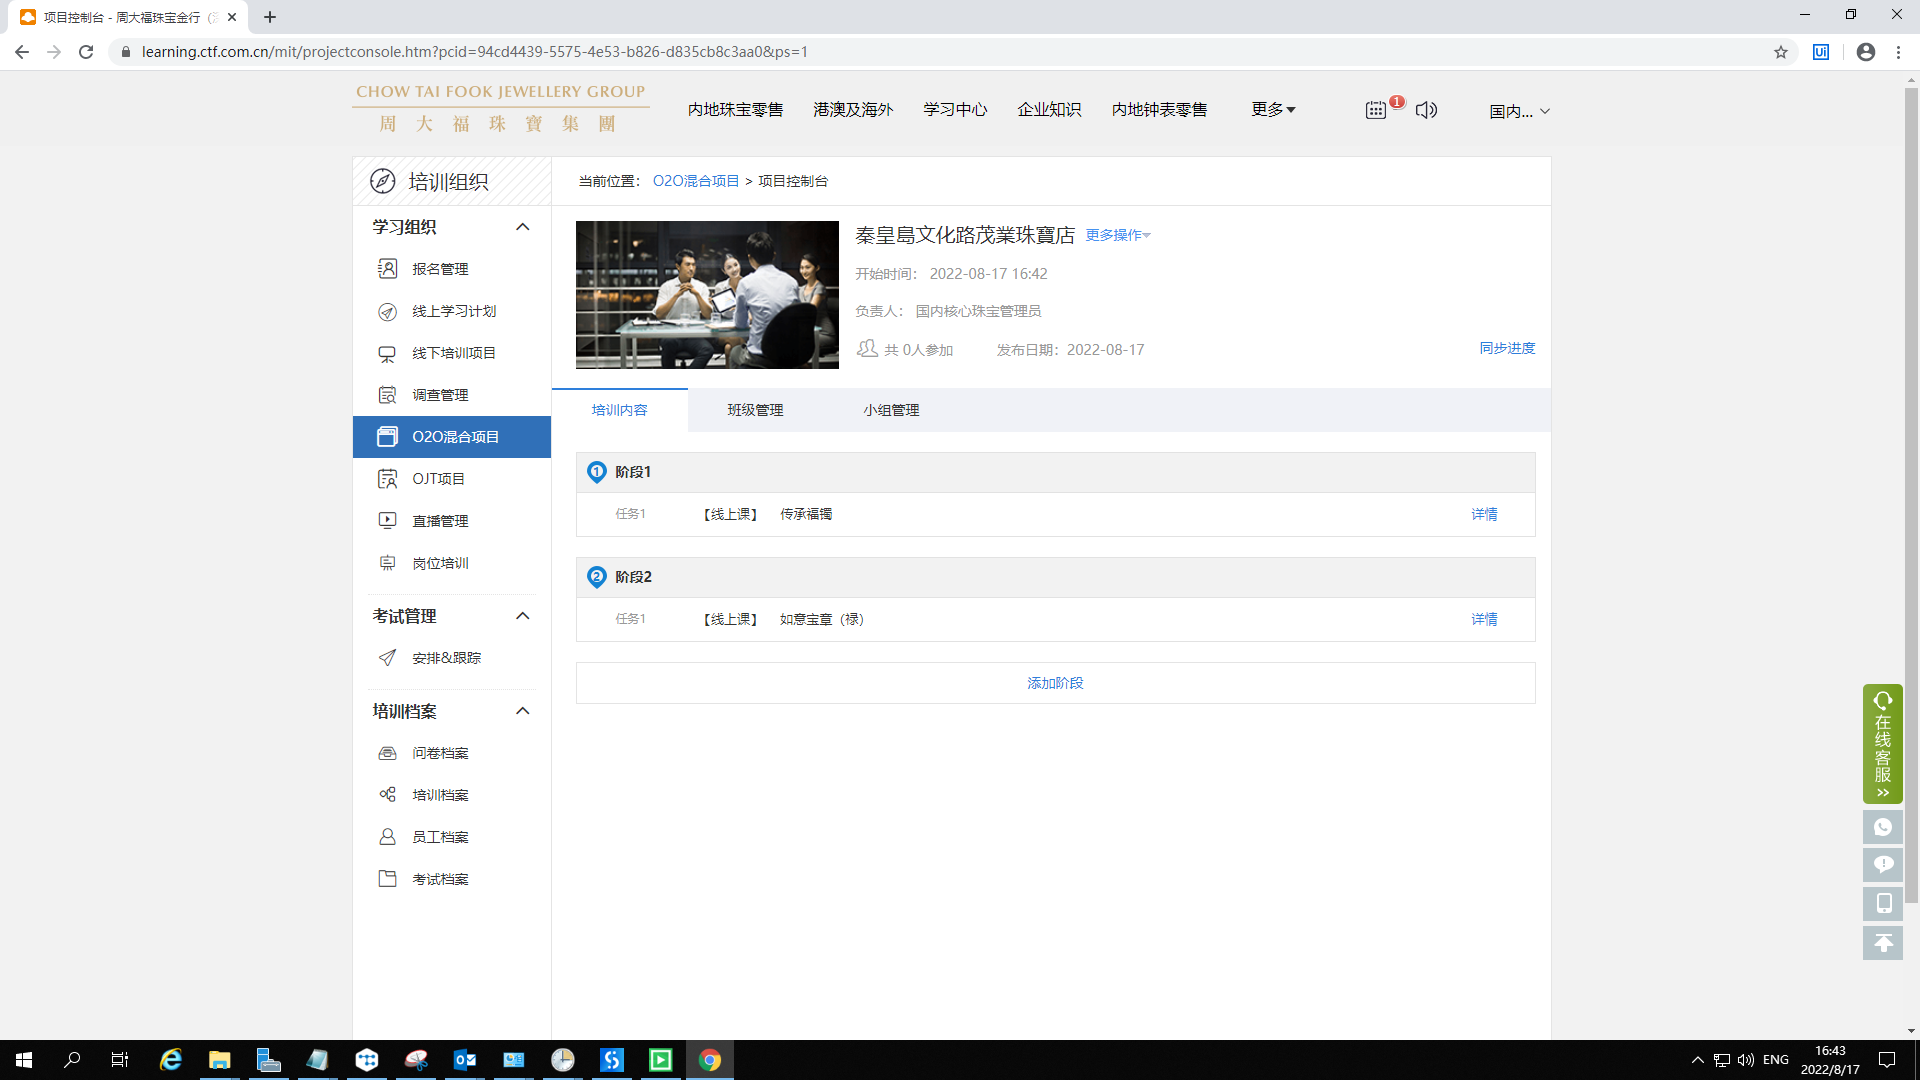 项目控制台 - 周大福珠宝金行
learning.ctf.com.cn/mit/projectconsole.htm?pcid=94cd4439-5575-4e53-b826-d835cb8c3aa0&ps=1
CHOW TAI FOOK JEWELLERY GROUP
周大福珠寶集團
内地珠宝零售 港澳及海外 学习中心 企业知识 内地钟表零售 更多
1
国内...
培训组织
学习组织
报名管理
线上学习计划
线下培训项目
调查管理
O2O混合项目
OJT项目
直播管理
岗位培训
考试管理
安排&跟踪
培训档案
问卷档案
培训档案
员工档案
考试档案
当前位置： O2O混合项目 > 项目控制台
秦皇島文化路茂業珠寶店 更多操作
开始时间： 2022-08-17 16:42
负责人： 国内核心珠宝管理员
共 0人参加 发布日期：2022-08-17
同步进度
培训内容 班级管理 小组管理
1 阶段1
任务1 【线上课】 传承福镯 详情
2 阶段2
任务1 【线上课】 如意宝章（禄） 详情
添加阶段
在线客服
ENG
16:43
2022/8/17